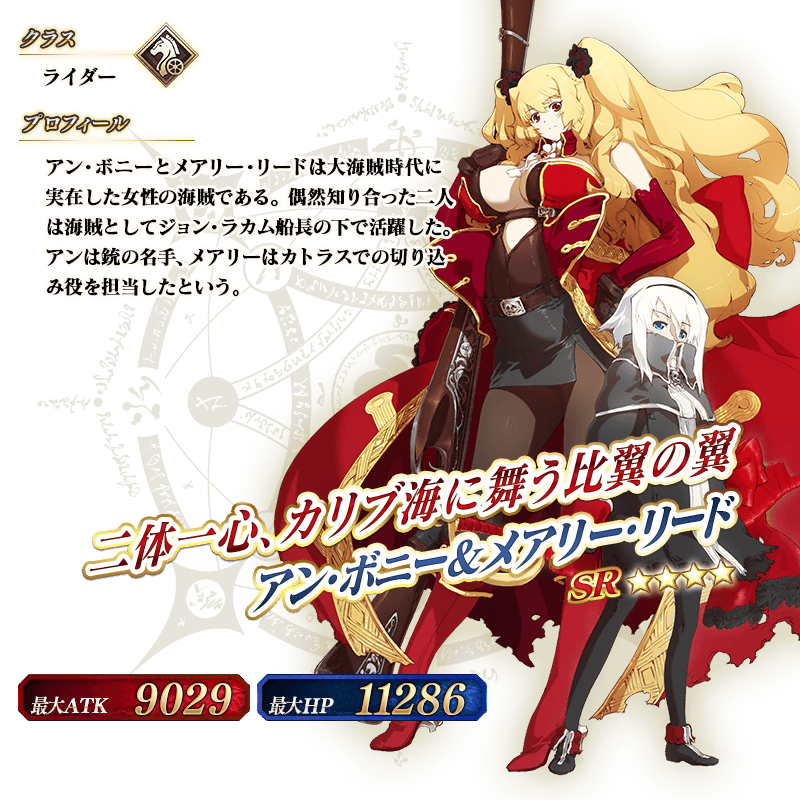 クラス
ライダー
プロフィール
アン・ボニーとメアリー・リードは大海賊時代に
実在した女性の海賊である。偶然知り合った二人
は海賊としてジョン・ラカム船長の下で活躍した。
アンは銃の名手、メアリーはカトラスでの切り込
み役を担当したという。
二体一心、カリブ海に舞う比翼の翼
アン・ボニー&メアリー・リード
SR ★★★★
最大ATK 9029
最大HP 11286